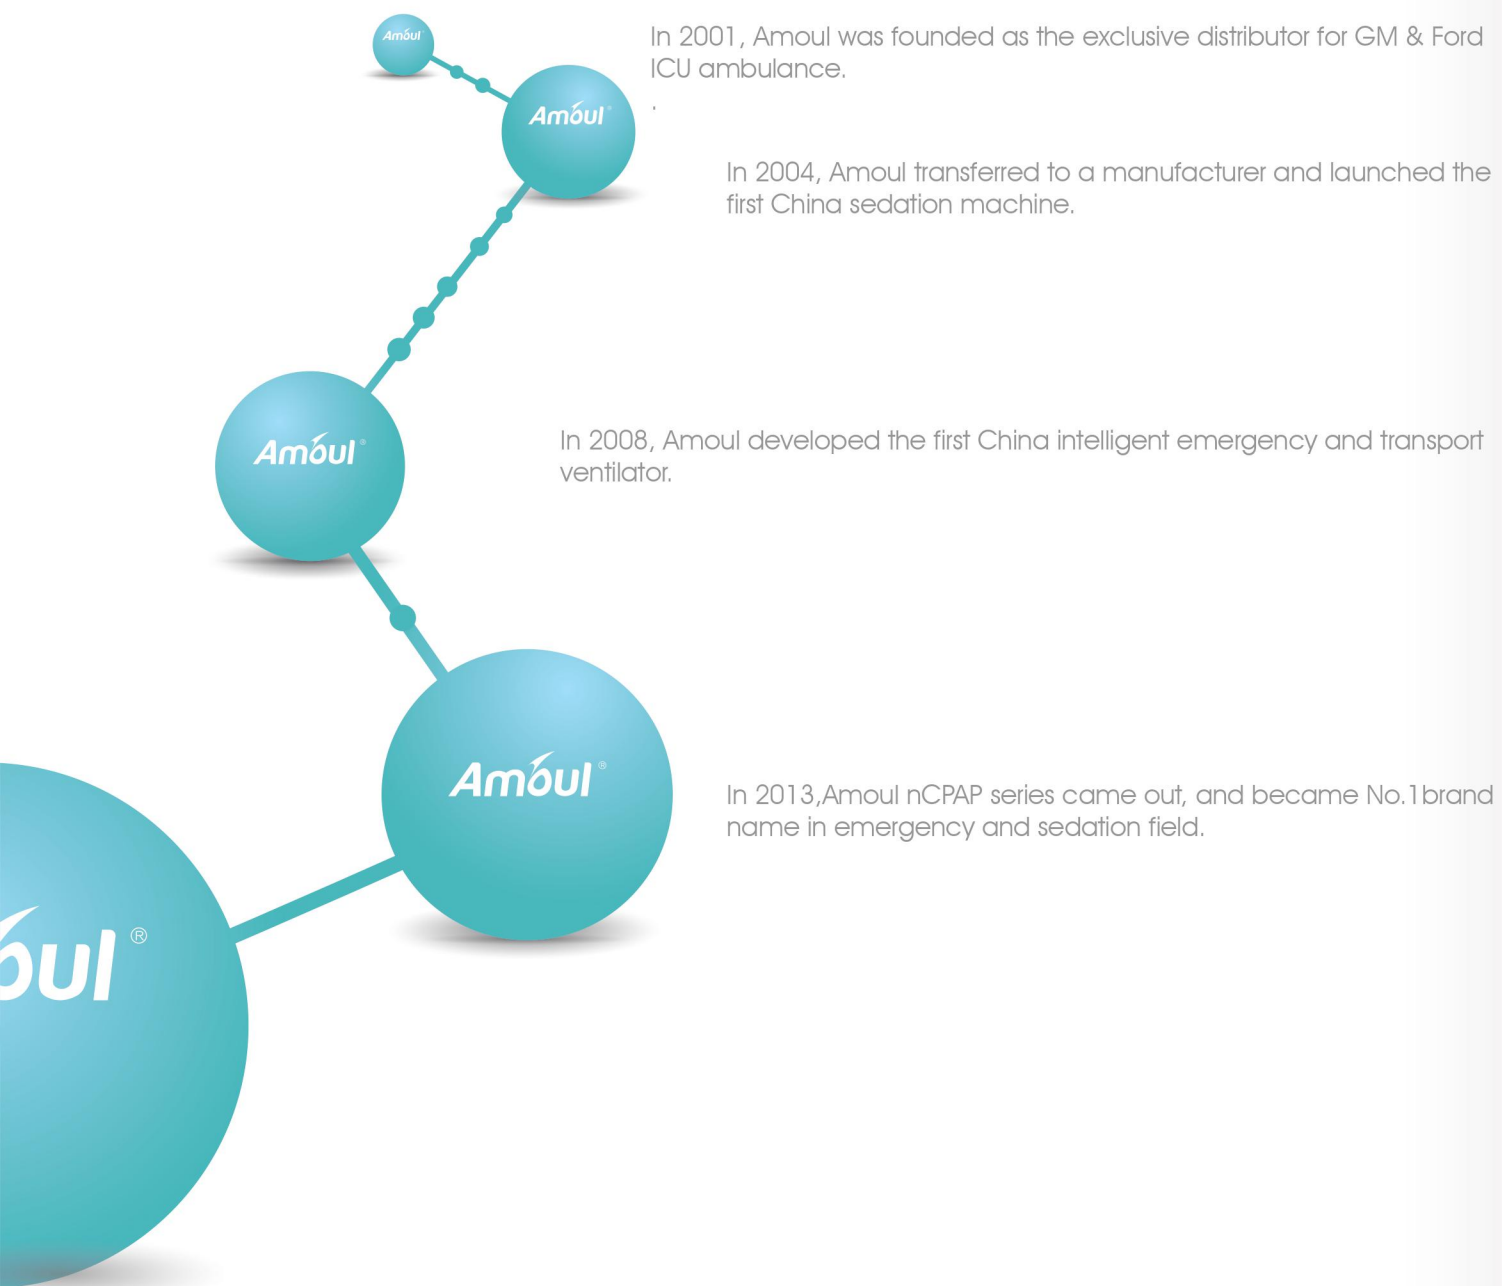 Amoul
In 2001, Amoul was founded as the exclusive distributor for GM & Ford
ICU ambulance.
.
Amoul®
In 2004, Amoul transferred to a manufacturer and launched the
first China sedation machine.
Amoul®
In 2008, Amoul developed the first China intelligent emergency and transport
ventilator.
Amoul®
In 2013,Amoul nCPAP series came out, and became No.1brand
name in emergency and sedation field.
oul®